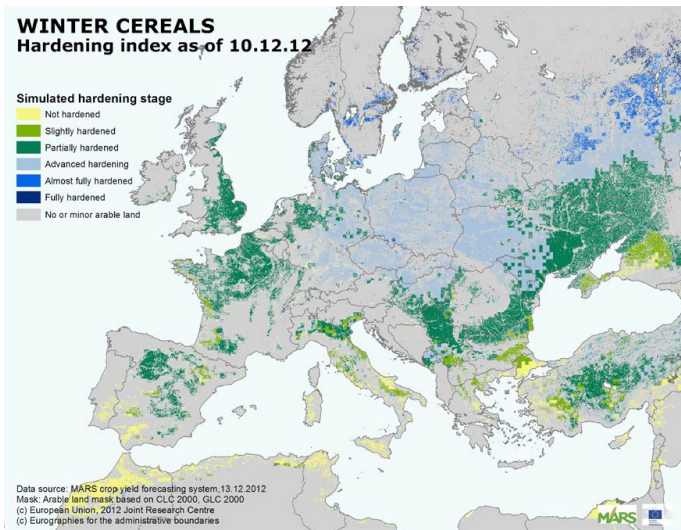 WINTER CEREALS
Hardening index as of 10.12.12
Simulated hardening stage
Not hardened
Slightly hardened
Partially hardened
Advanced hardening
Almost fully hardened
Fully hardened
No or minor arable land
Data source: MARS crop yield forecasting system,13.12.2012
Mask: Arable land mask based on CLC 2000, GLC 2000
(c) European Union, 2012 Joint Research Centre
(c) Eurographies for the administrative boundaries
MARS